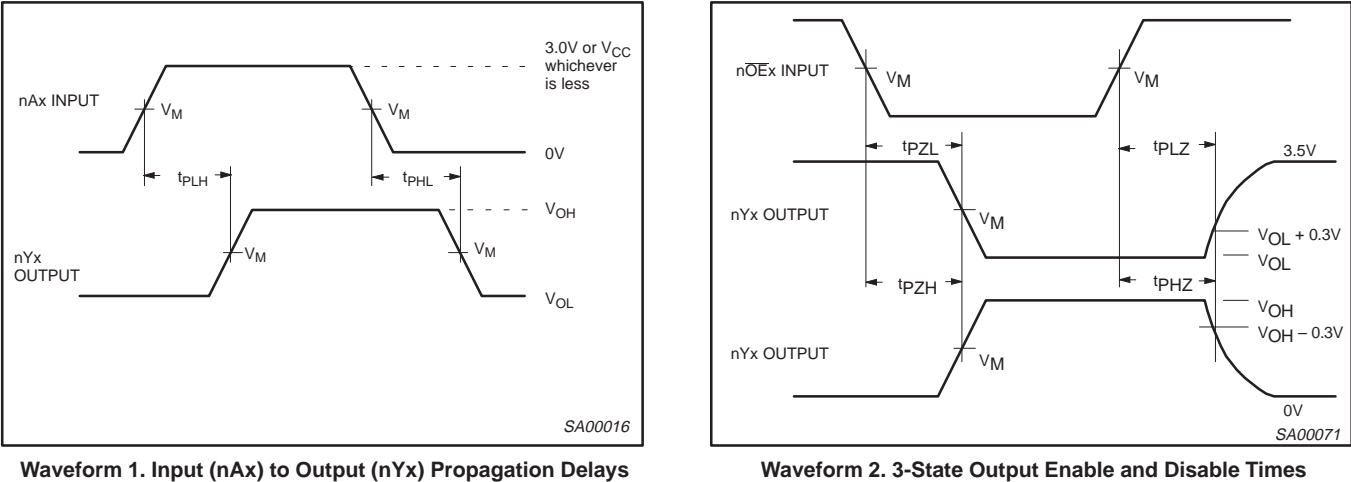 3.0V or VCC
whichever
is less
nAx INPUT
VM
VM
0V
tPLH
tPHL
VOH
nYx
OUTPUT
VM
VM
VOL
SA00016
Waveform 1. Input (nAx) to Output (nYx) Propagation Delays
nO̅E̅x INPUT
VM
VM
tPZL
tPLZ
3.5V
nYx OUTPUT
VM
VOL + 0.3V
VOL
tPZH
tPHZ
VOH
VOH – 0.3V
nYx OUTPUT
VM
0V
SA00071
Waveform 2. 3-State Output Enable and Disable Times